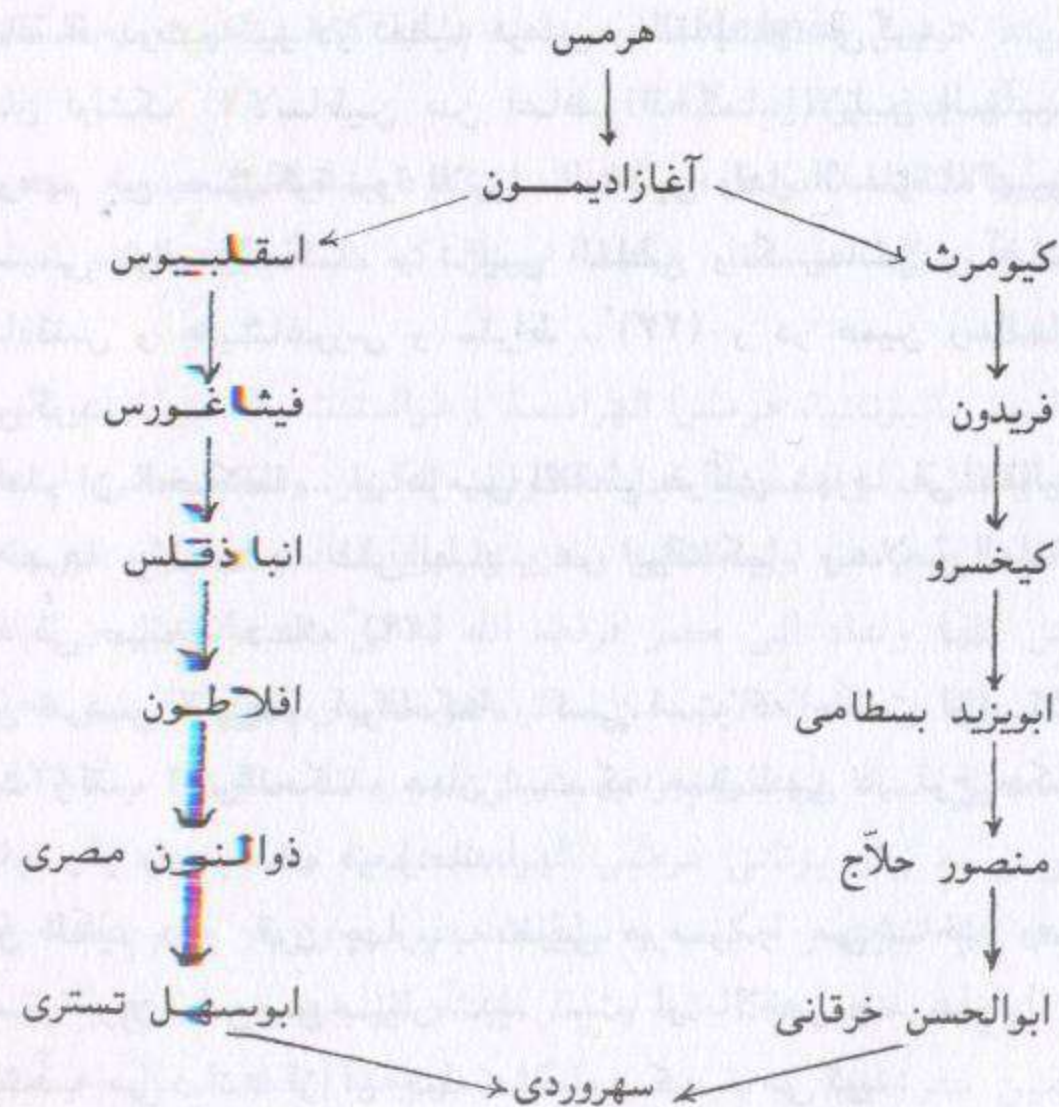 هرمس
آغازادیمون
کیومرث اسقلبیوس
فریدون فیثاغورس
کیخسرو انباذقلس
ابویزید بسطامی افلاطون
منصور حلاّج ذوالنون مصری
ابوالحسن خرقانی ابوسهل تستری
سهروردی